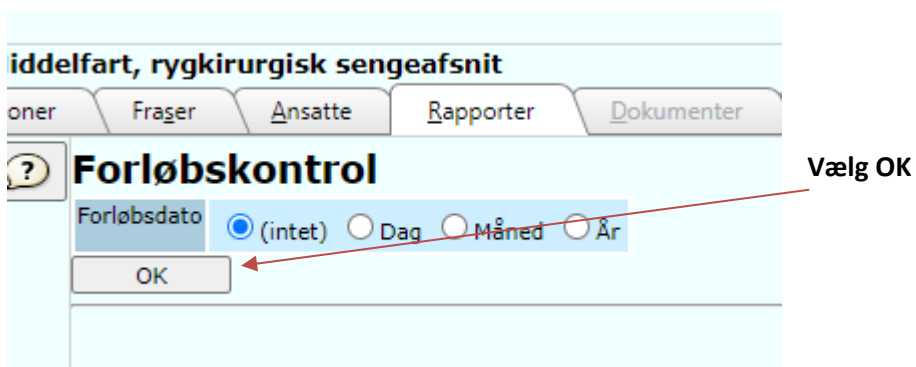 iddelfart, rygkirurgisk sengeafsnit
oner Fraser Ansatte Rapporter Dokumenter
? Forløbskontrol
Vælg OK
Forløbsdato (intet) Dag Måned År
OK